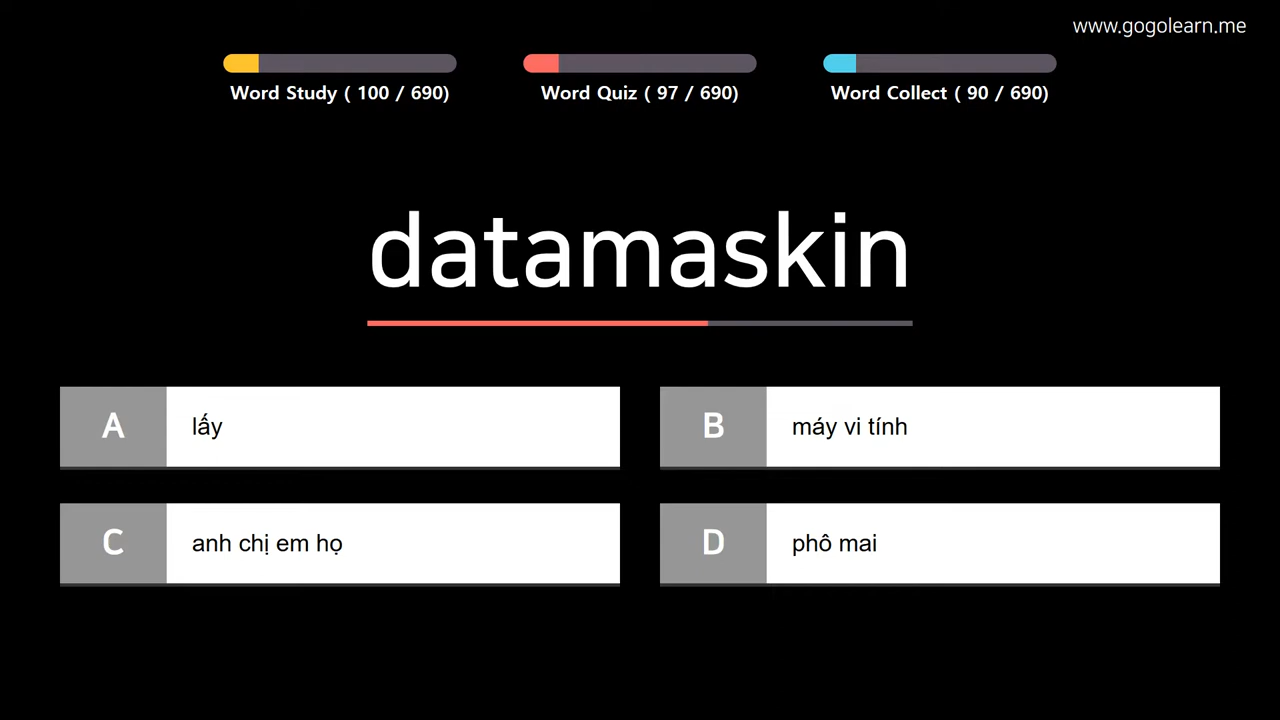 www.gogolearn.me
Word Study ( 100 / 690)
Word Quiz ( 97 / 690)
Word Collect ( 90 / 690)
datamaskin
A lấy
B máy vi tính
C anh chị em họ
D phô mai